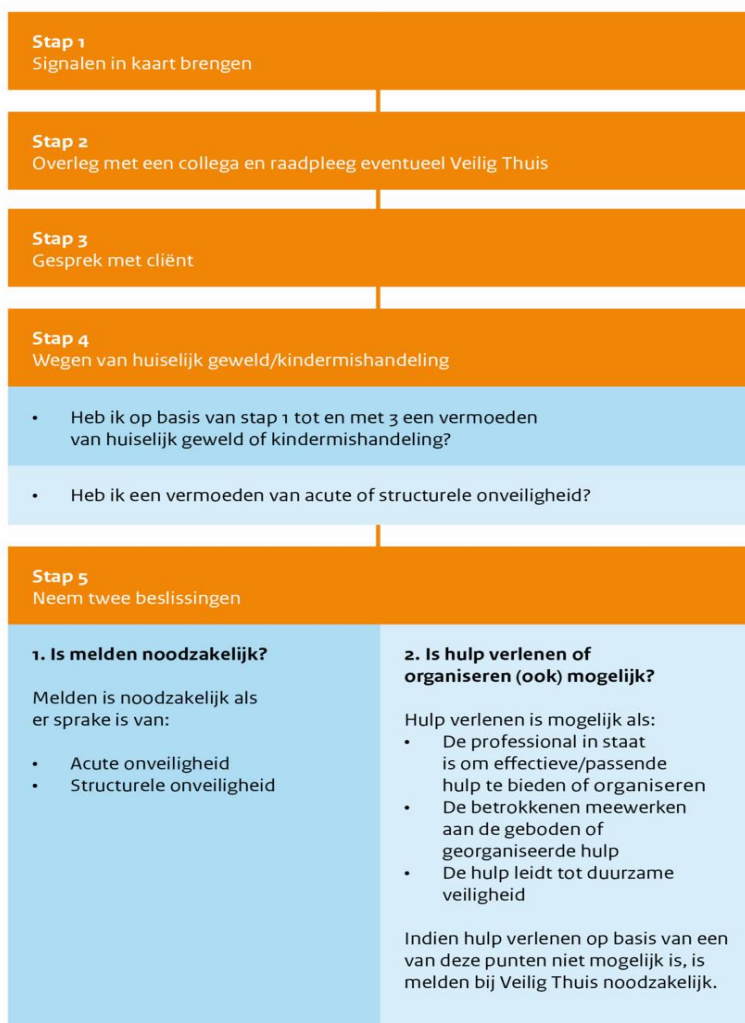 Stap 1
Signalen in kaart brengen
Stap 2
Overleg met een collega en raadpleeg eventueel Veilig Thuis
Stap 3
Gesprek met cliënt
Stap 4
Wegen van huiselijk geweld/kindermishandeling
• Heb ik op basis van stap 1 tot en met 3 een vermoeden
van huiselijk geweld of kindermishandeling?
• Heb ik een vermoeden van acute of structurele onveiligheid?
Stap 5
Neem twee beslissingen
1. Is melden noodzakelijk?
Melden is noodzakelijk als
er sprake is van:
• Acute onveiligheid
• Structurele onveiligheid
2. Is hulp verlenen of
organiseren (ook) mogelijk?
Hulp verlenen is mogelijk als:
• De professional in staat
is om effectieve/passende
hulp te bieden of organiseren
• De betrokkenen meewerken
aan de geboden of
georganiseerde hulp
• De hulp leidt tot duurzame
veiligheid
Indien hulp verlenen op basis van een
van deze punten niet mogelijk is, is
melden bij Veilig Thuis noodzakelijk.